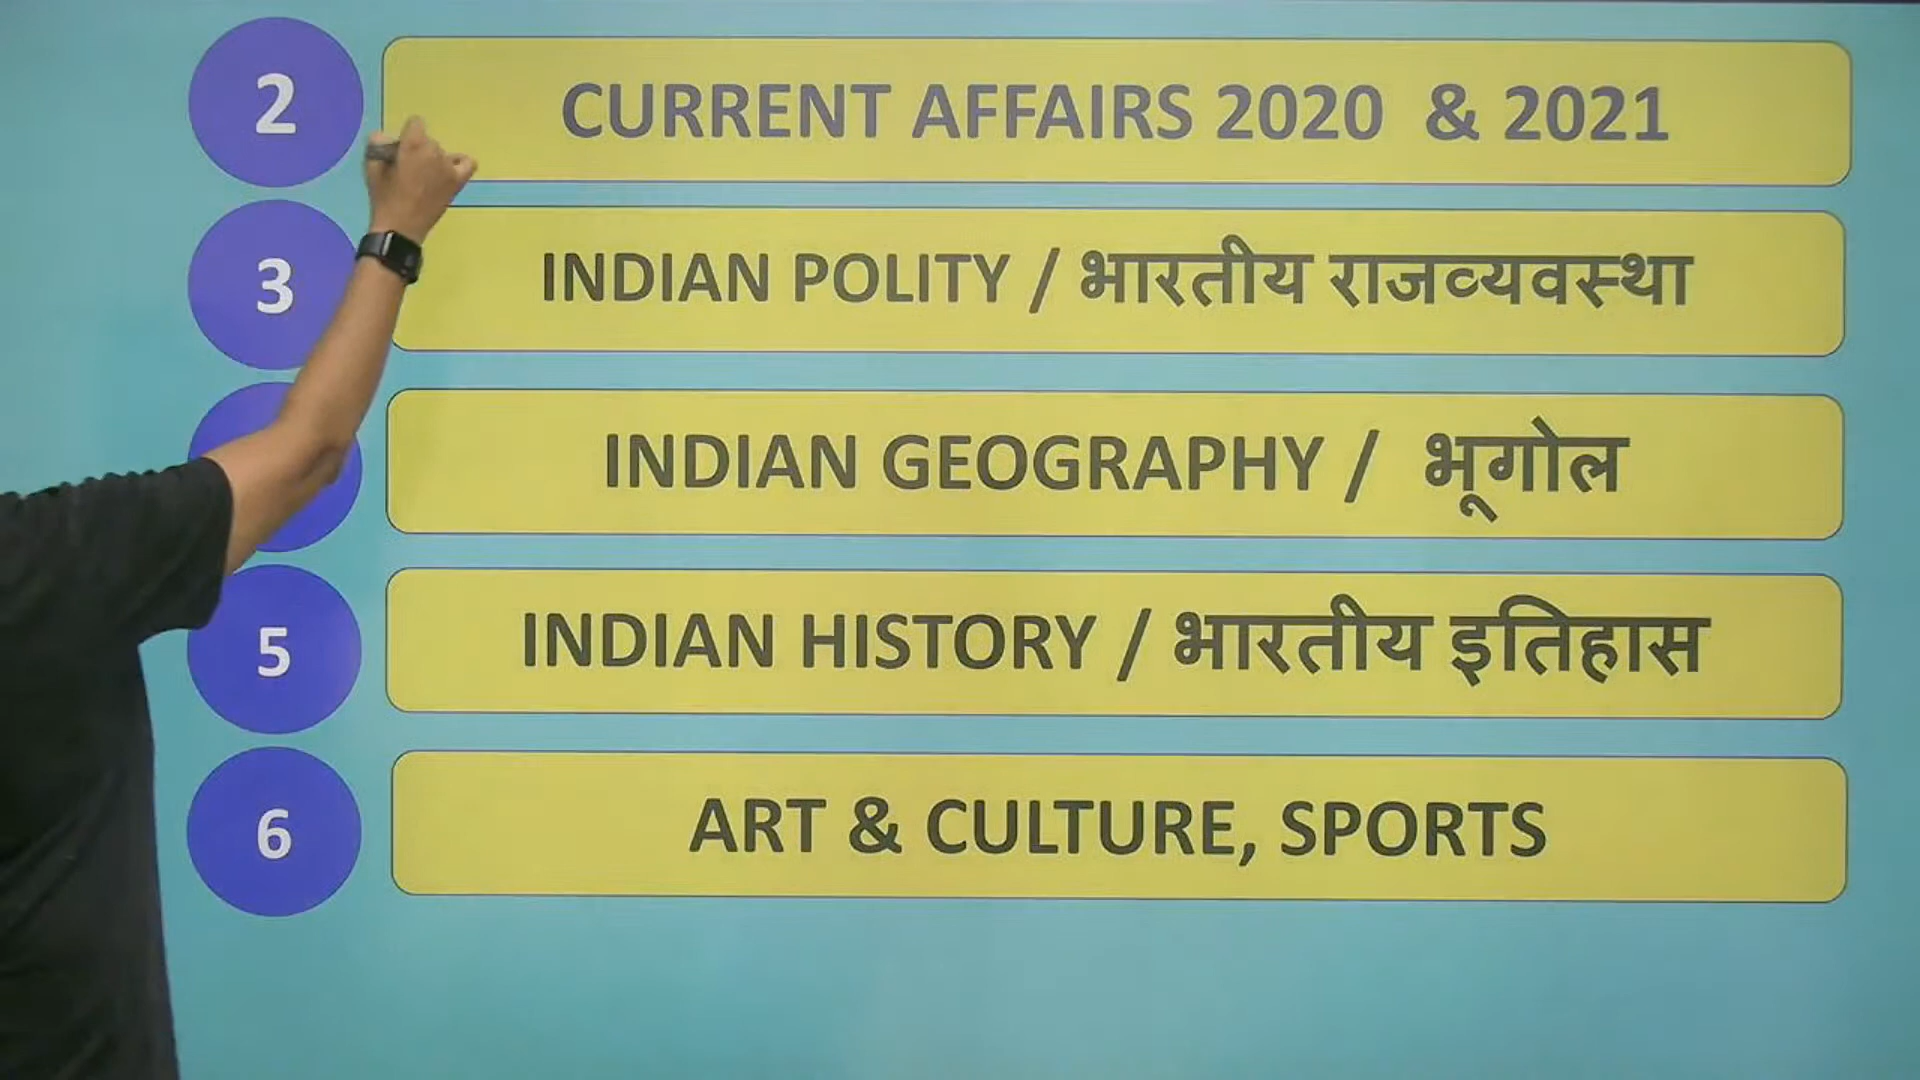 2 CURRENT AFFAIRS 2020 & 2021
3 INDIAN POLITY / भारतीय राजव्यवस्था
INDIAN GEOGRAPHY / भूगोल
5 INDIAN HISTORY / भारतीय इतिहास
6 ART & CULTURE, SPORTS